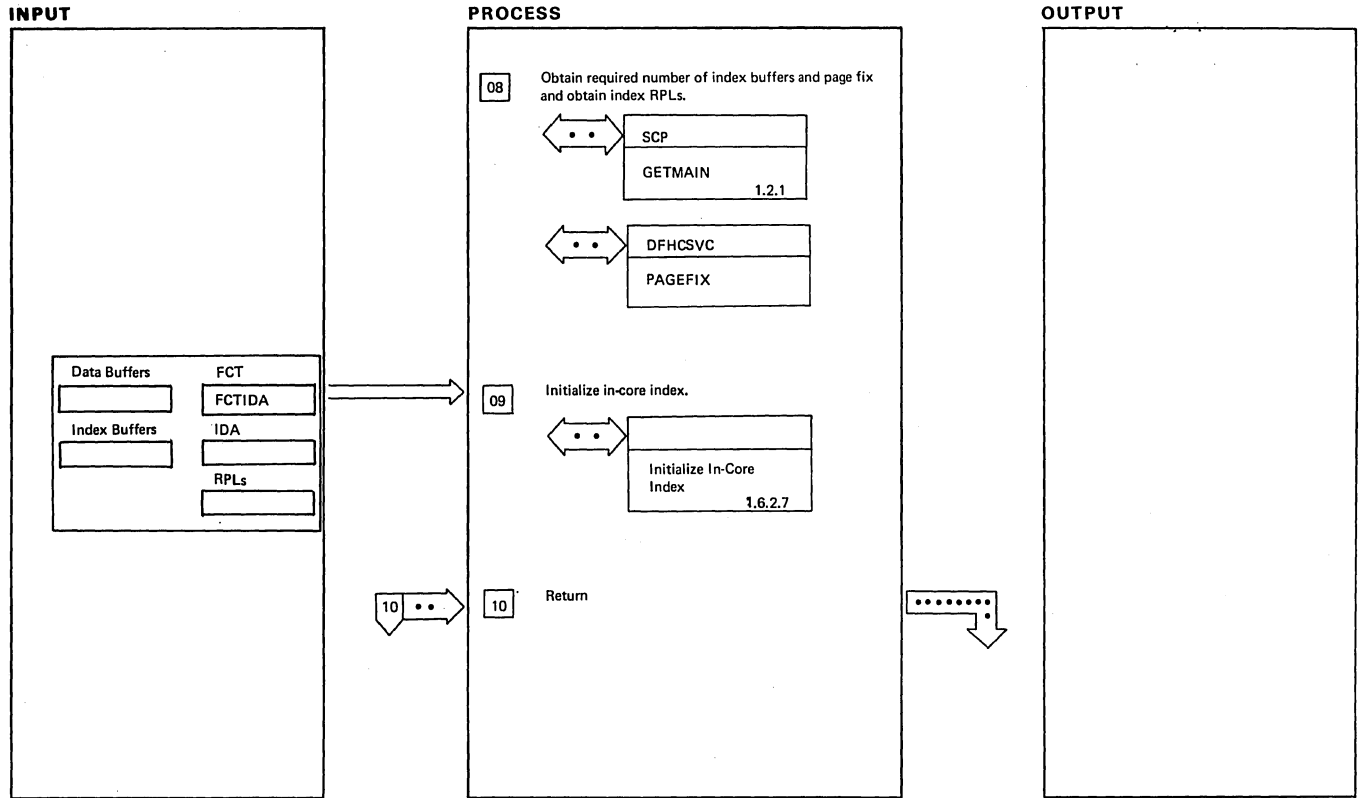 INPUT
PROCESS
OUTPUT
08
Obtain required number of index buffers and page fix
and obtain index RPLs.
SCP
GETMAIN
1.2.1
DFHCSVC
PAGEFIX
Data Buffers
FCT
FCTIDA
Index Buffers
IDA
RPLs
09
Initialize in-core index.
Initialize In-Core
Index
1.6.2.7
10
10
Return